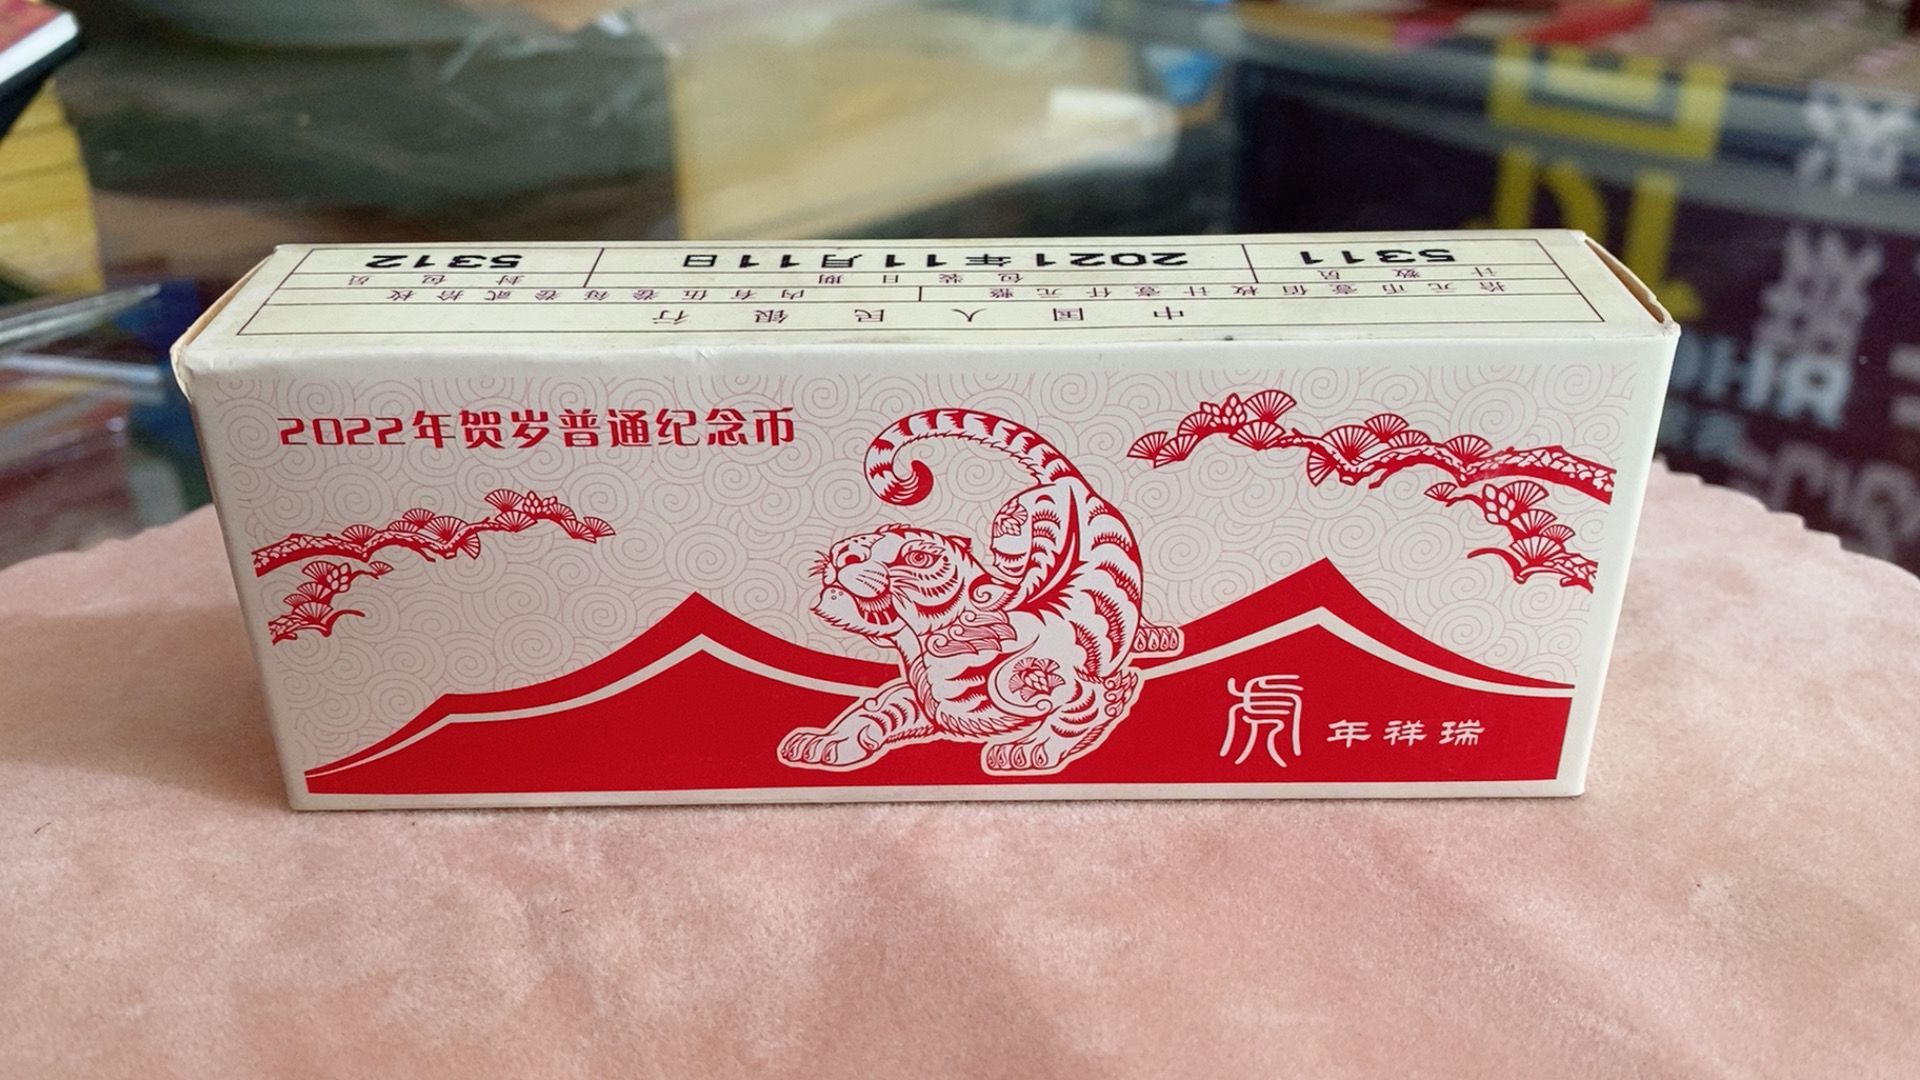 中国人民银行
拾元币壹佰枚计壹仟元整 内有伍卷每卷贰拾枚
计数员 包装日期 封包员
5311 2021年11月11日 5312
2022年贺岁普通纪念币
虎年祥瑞